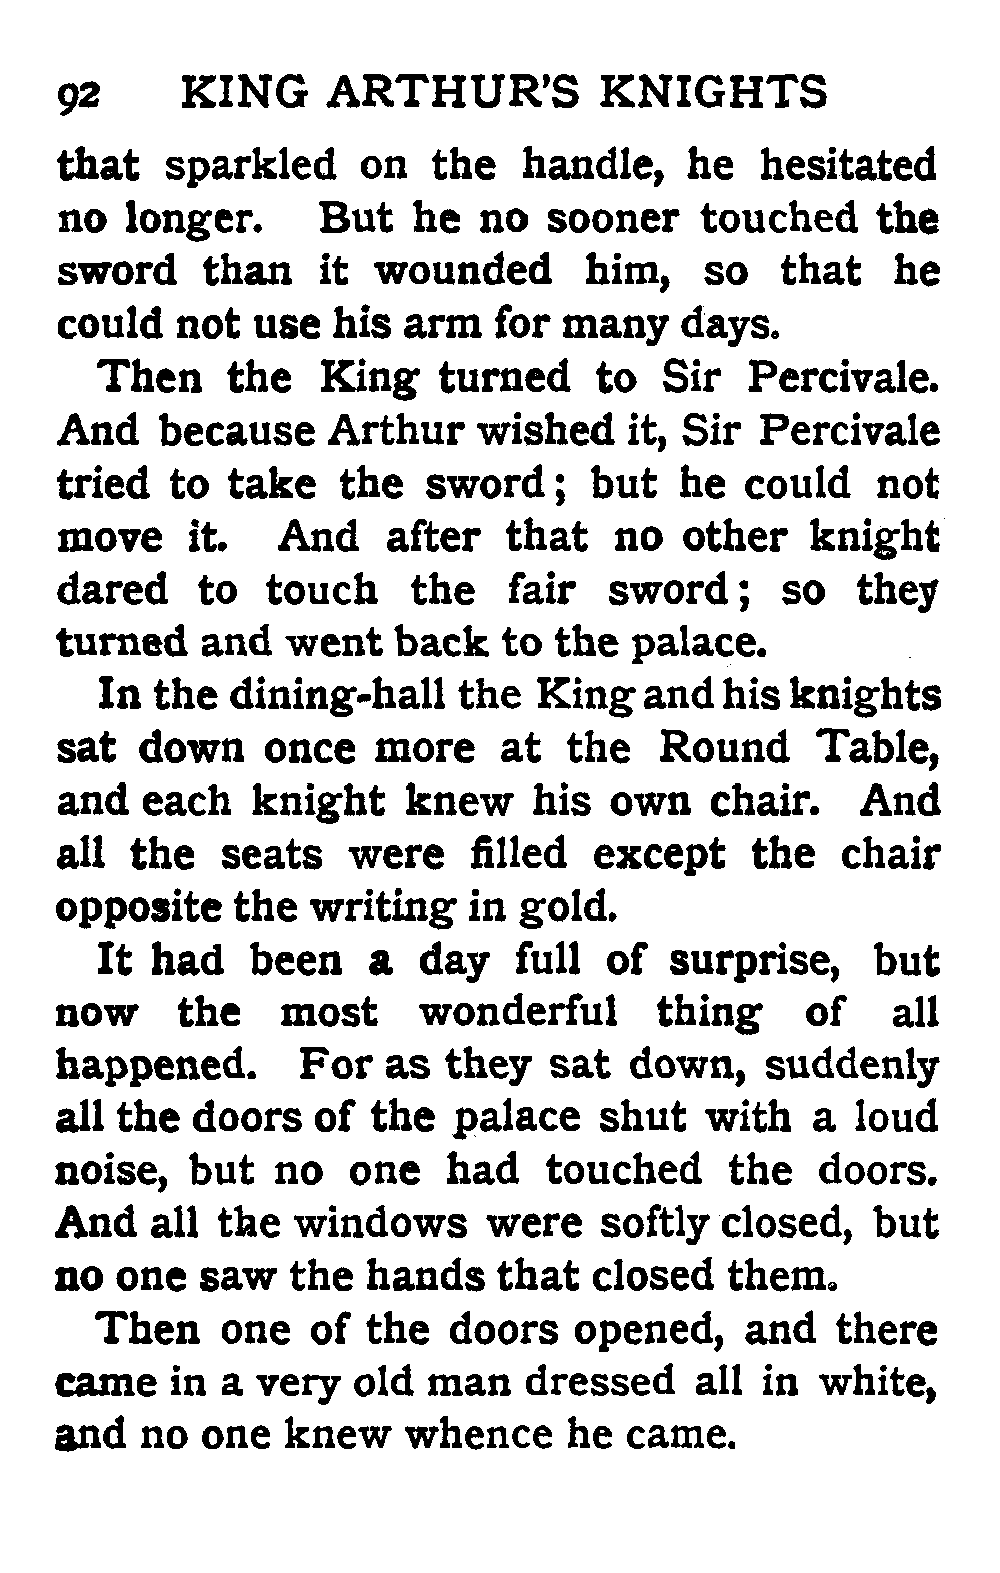 92 KING ARTHUR'S KNIGHTS
that sparkled on the handle, he hesitated
no longer. But he no sooner touched the
sword than it wounded him, so that he
could not use his arm for many days.
Then the King turned to Sir Percivale.
And because Arthur wished it, Sir Percivale
tried to take the sword; but he could not
move it. And after that no other knight
dared to touch the fair sword; so they
turned and went back to the palace.
In the dining-hall the King and his knights
sat down once more at the Round Table,
and each knight knew his own chair. And
all the seats were filled except the chair
opposite the writing in gold.
It had been a day full of surprise, but
now the most wonderful thing of all
happened. For as they sat down, suddenly
all the doors of the palace shut with a loud
noise, but no one had touched the doors.
And all the windows were softly closed, but
no one saw the hands that closed them.
Then one of the doors opened, and there
came in a very old man dressed all in white,
and no one knew whence he came.